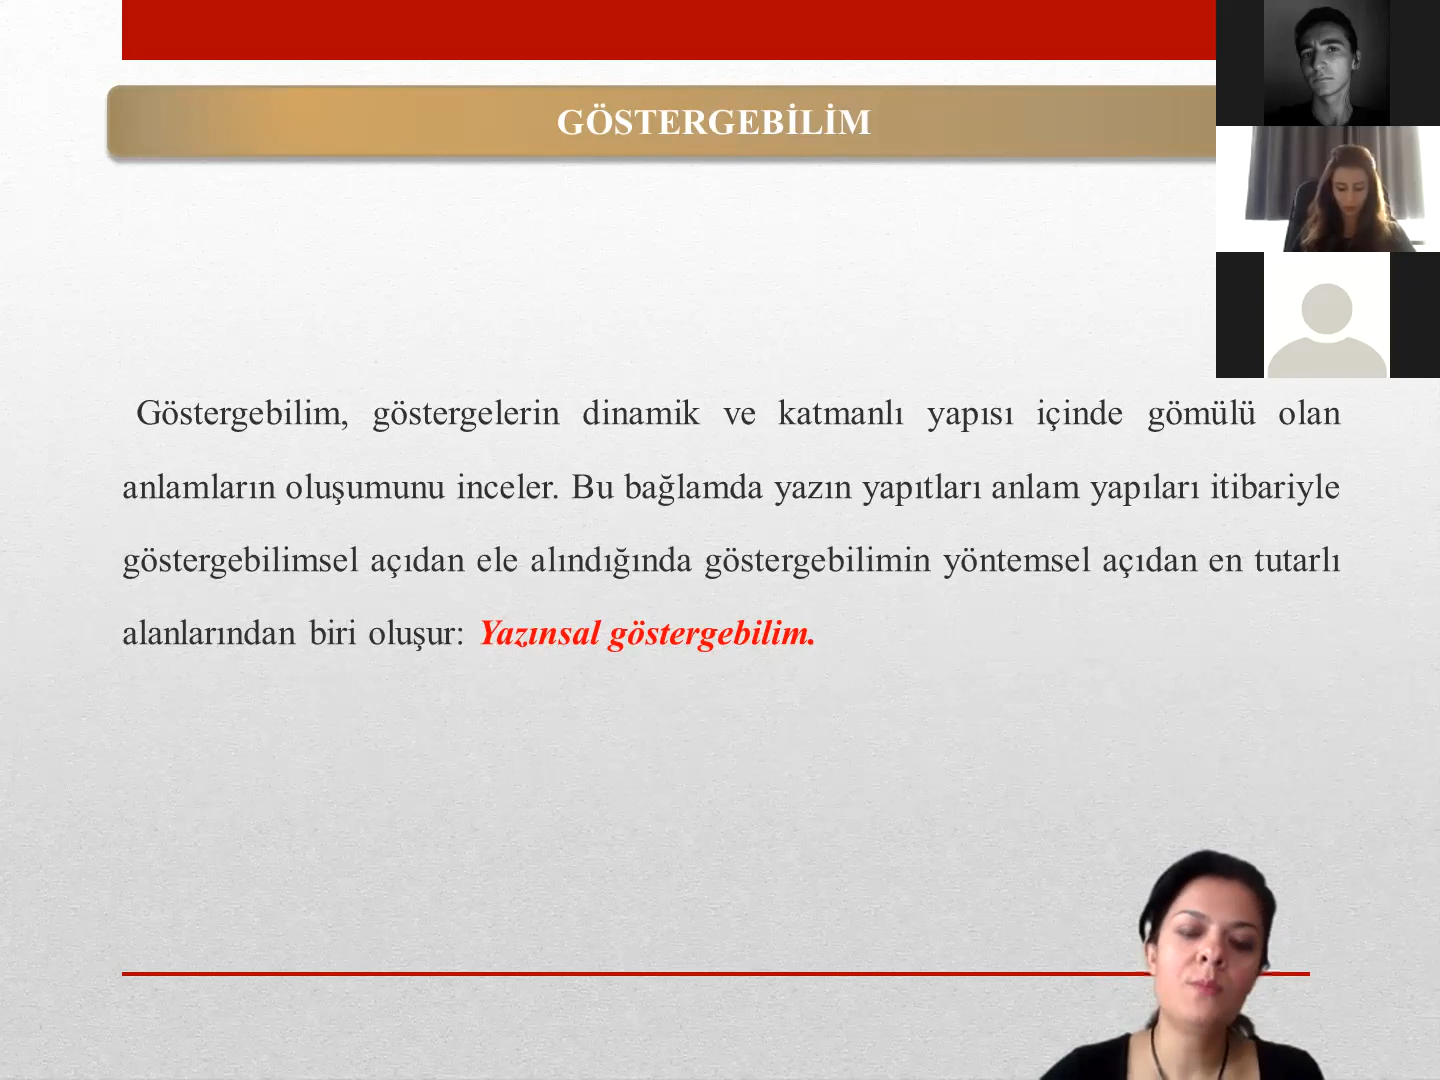 GÖSTERGEBİLİM
Göstergebilim, göstergelerin dinamik ve katmanlı yapısı içinde gömülü olan
anlamların oluşumunu inceler. Bu bağlamda yazın yapıtları anlam yapıları itibariyle
göstergebilimsel açıdan ele alındığında göstergebilimin yöntemsel açıdan en tutarlı
alanlarından biri oluşur: Yazınsal göstergebilim.